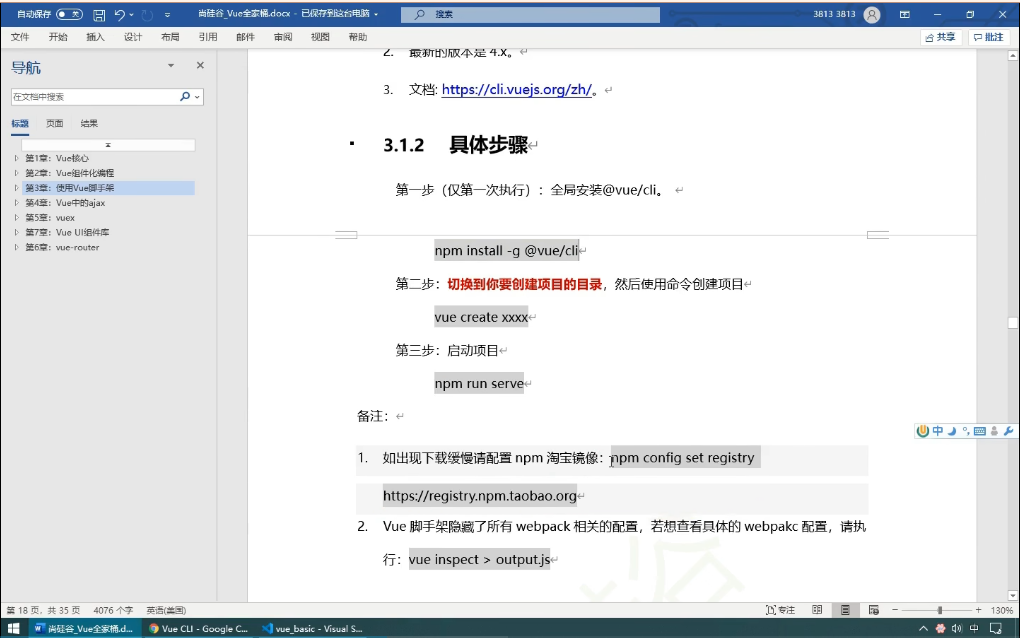 自动保存 关 尚硅谷_Vue全家桶.docx - 已保存到这台电脑 搜索 3813 3813
文件 开始 插入 设计 布局 引用 邮件 审阅 视图 帮助 共享 批注
导航
在文档中搜索
标题 页面 结果
第1章：Vue核心
第2章：Vue组件化编程
第3章：使用Vue脚手架
第4章：Vue中的ajax
第5章：vuex
第7章：Vue UI组件库
第6章：vue-router
2. 最新的版本是 4.x。
3. 文档: https://cli.vuejs.org/zh/。
3.1.2 具体步骤
第一步（仅第一次执行）：全局安装@vue/cli。
npm install -g @vue/cli
第二步：切换到你要创建项目的目录，然后使用命令创建项目
vue create xxxx
第三步：启动项目
npm run serve
备注：
1. 如出现下载缓慢请配置 npm 淘宝镜像：npm config set registry
https://registry.npm.taobao.org
2. Vue 脚手架隐藏了所有 webpack 相关的配置，若想查看具体的 webpakc 配置，请执
行：vue inspect > output.js
中
第 18 页，共 35 页 4076 个字 英语(美国) 专注 130%
尚硅谷_Vue全家桶.d... Vue CLI - Google C... vue_basic - Visual S... 中